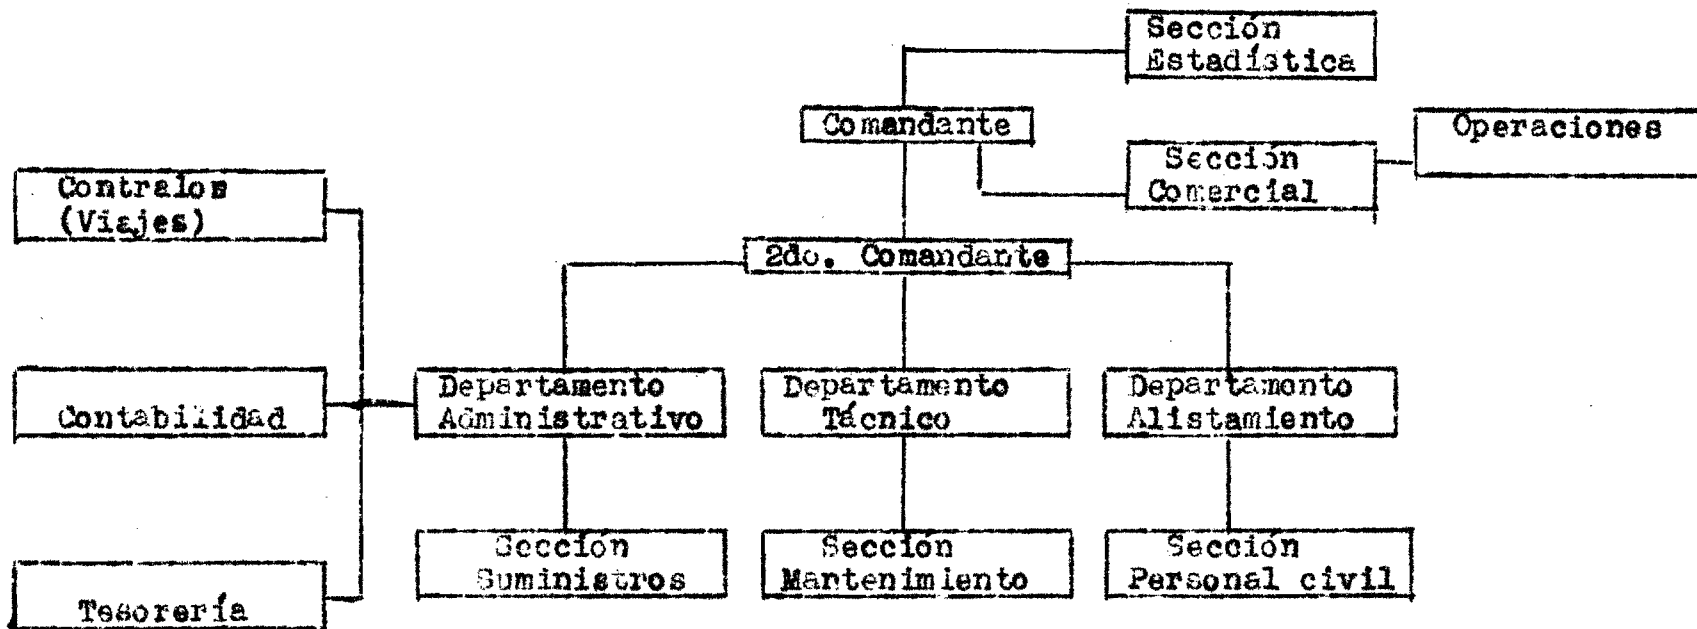 Sección
Estadística
Comandante
Operaciones
Sección
Comercial
Contralos
(Viajes)
2do. Comandante
Departamento
Administrativo
Departamento
Técnico
Departamento
Alistamiento
Contabilidad
Sección
Suministros
Sección
Mantenimiento
Sección
Personal civil
Tesorería